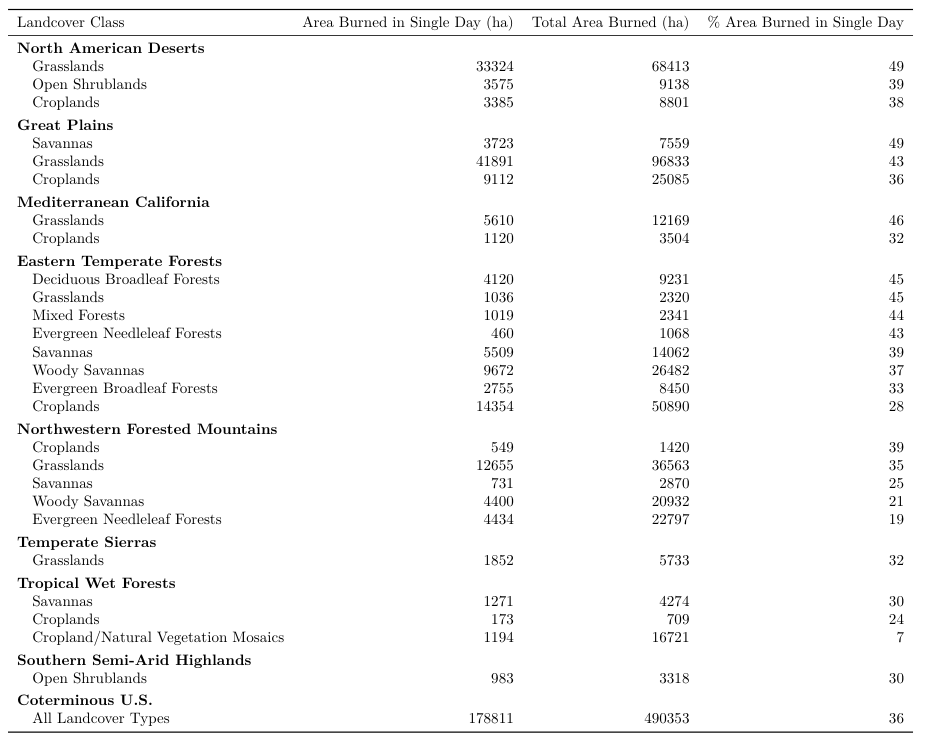 Landcover Class Area Burned in Single Day (ha) Total Area Burned (ha) % Area Burned in Single Day
North American Deserts
Grasslands 33324 68413 49
Open Shrublands 3575 9138 39
Croplands 3385 8801 38
Great Plains
Savannas 3723 7559 49
Grasslands 41891 96833 43
Croplands 9112 25085 36
Mediterranean California
Grasslands 5610 12169 46
Croplands 1120 3504 32
Eastern Temperate Forests
Deciduous Broadleaf Forests 4120 9231 45
Grasslands 1036 2320 45
Mixed Forests 1019 2341 44
Evergreen Needleleaf Forests 460 1068 43
Savannas 5509 14062 39
Woody Savannas 9672 26482 37
Evergreen Broadleaf Forests 2755 8450 33
Croplands 14354 50890 28
Northwestern Forested Mountains
Croplands 549 1420 39
Grasslands 12655 36563 35
Savannas 731 2870 25
Woody Savannas 4400 20932 21
Evergreen Needleleaf Forests 4434 22797 19
Temperate Sierras
Grasslands 1852 5733 32
Tropical Wet Forests
Savannas 1271 4274 30
Croplands 173 709 24
Cropland/Natural Vegetation Mosaics 1194 16721 7
Southern Semi-Arid Highlands
Open Shrublands 983 3318 30
Coterminous U.S.
All Landcover Types 178811 490353 36